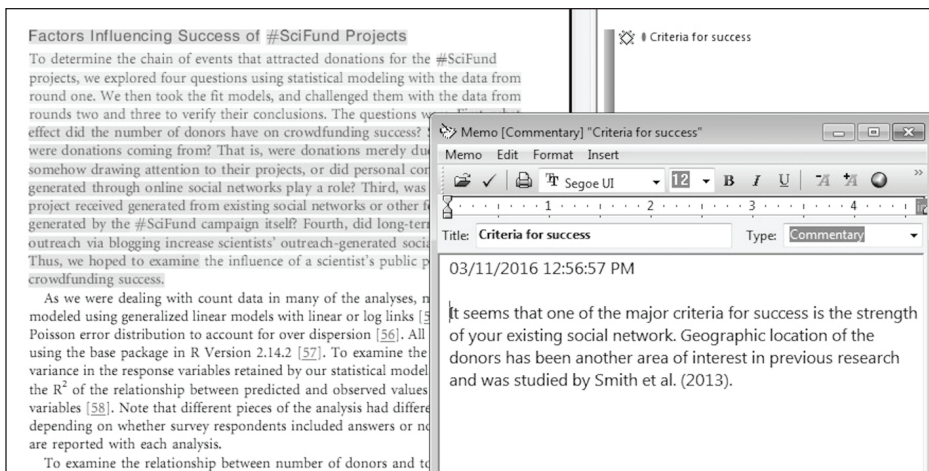 Factors Influencing Success of #SciFund Projects
To determine the chain of events that attracted donations for the #SciFund
projects, we explored four questions using statistical modeling with the data from
round one. We then took the fit models, and challenged them with the data from
rounds two and three to verify their conclusions. The questions
effect did the number of donors have on crowdfunding success?
were donations coming from? That is, were donations merely
somehow drawing attention to their projects, or did personal
generated through online social networks play a role? Third, was
project received generated from existing social networks or other
generated by the #SciFund campaign itself? Fourth, did
outreach via blogging increase scientists' outreach-generated
Thus, we hoped to examine the influence of a scientist's public
crowdfunding success.
As we were dealing with count data in many of the analyses,
modeled using generalized linear models with linear or log links
Poisson error distribution to account for over dispersion [56]. All
using the base package in R Version 2.14.2 [57]. To examine the
variance in the response variables retained by our statistical
the R² of the relationship between predicted and observed values
variables [58]. Note that different pieces of the analysis had
depending on whether survey respondents included answers or
are reported with each analysis.
To examine the relationship between number of donors and
Criteria for success
Memo [Commentary] "Criteria for success"
Memo Edit Format Insert
Segoe UI 12 B I U A A »
1 2 3 4
Title: Criteria for success Type: Commentary
03/11/2016 12:56:57 PM
It seems that one of the major criteria for success is the strength
of your existing social network. Geographic location of the
donors has been another area of interest in previous research
and was studied by Smith et al. (2013).